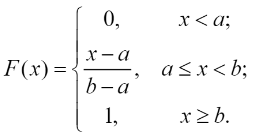 F(x) = { 0, x < a;
(x − a)/(b − a), a ≤ x < b;
1, x ≥ b.